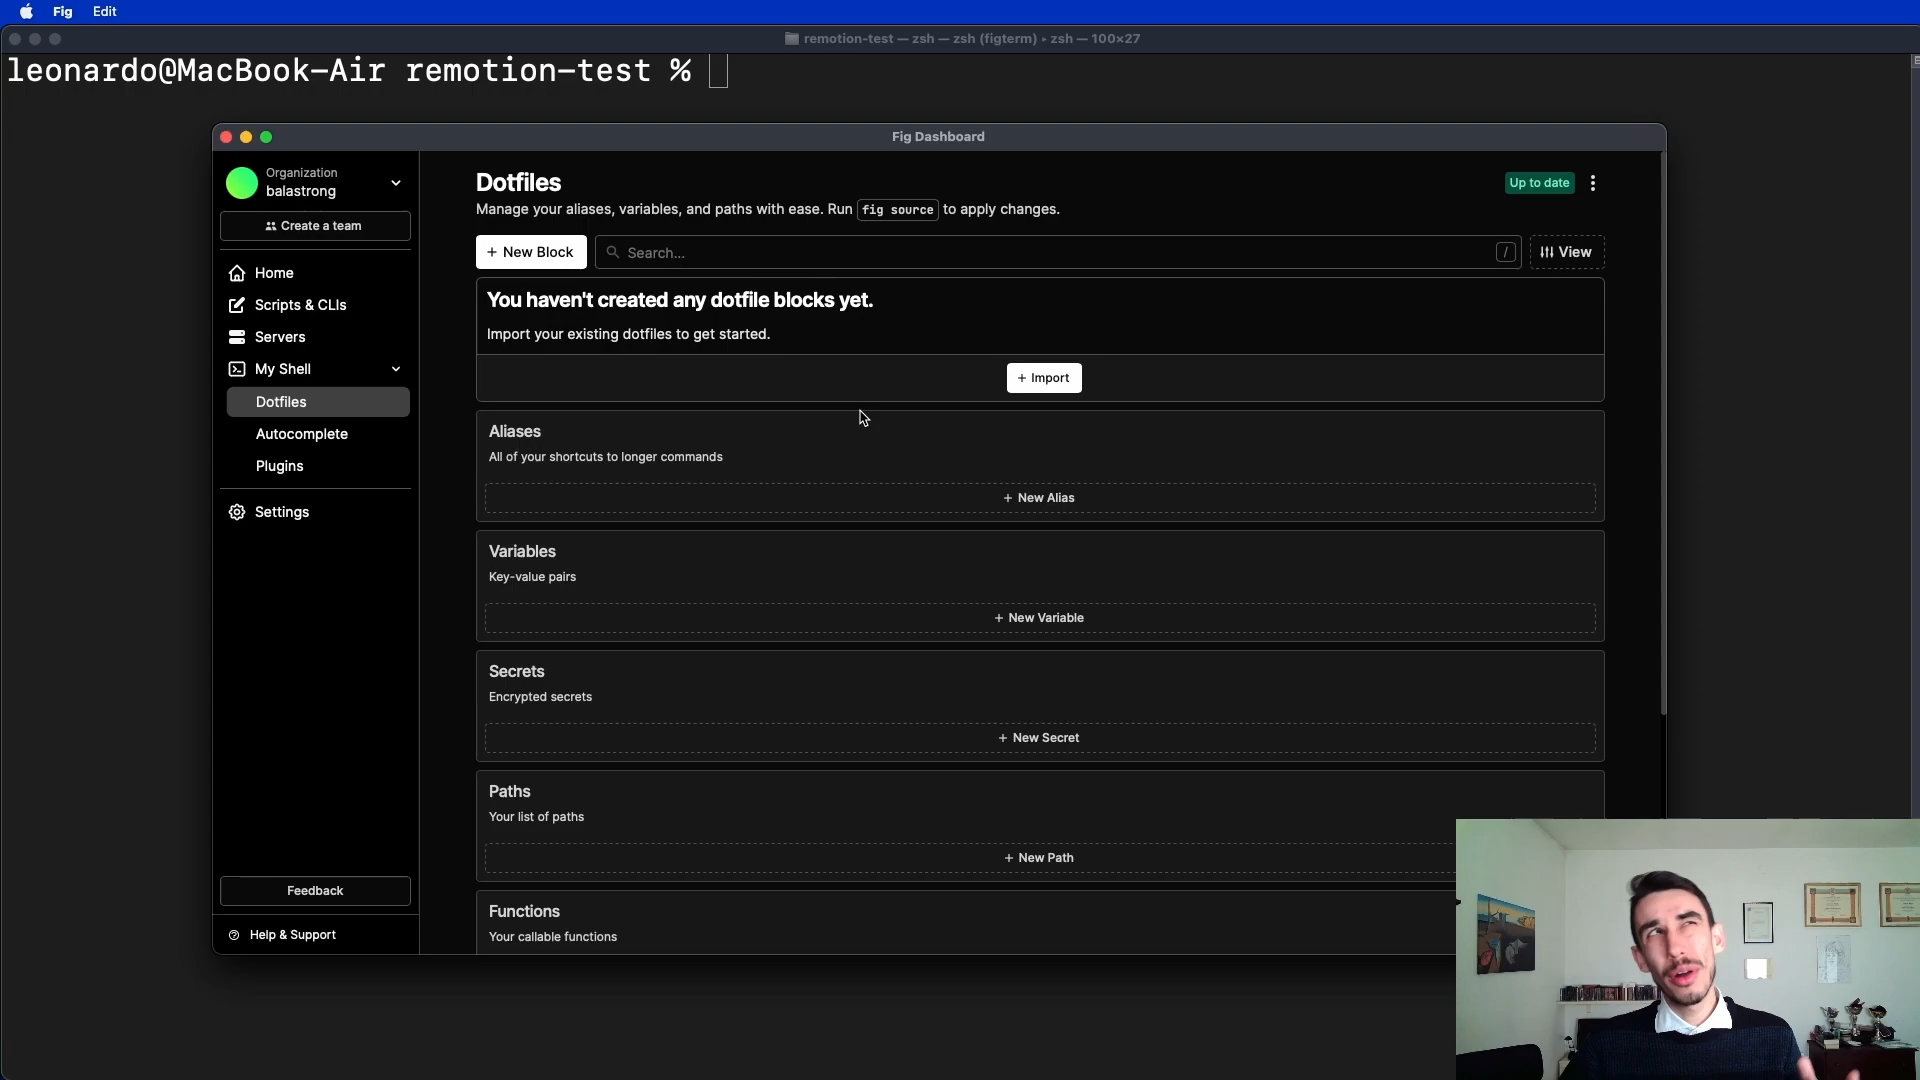 Fig Edit
remotion-test — zsh — zsh (figterm) ▸ zsh — 100×27
leonardo@MacBook-Air remotion-test %
Fig Dashboard
Organization
balastrong
Create a team
Home
Scripts & CLIs
Servers
My Shell
Dotfiles
Autocomplete
Plugins
Settings
Feedback
Help & Support
Dotfiles
Up to date
Manage your aliases, variables, and paths with ease. Run fig source to apply changes.
+ New Block
Search...
/
View
You haven't created any dotfile blocks yet.
Import your existing dotfiles to get started.
+ Import
Aliases
All of your shortcuts to longer commands
+ New Alias
Variables
Key-value pairs
+ New Variable
Secrets
Encrypted secrets
+ New Secret
Paths
Your list of paths
+ New Path
Functions
Your callable functions